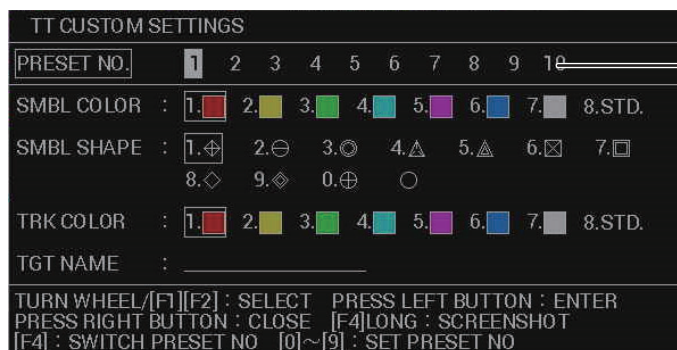 TT CUSTOM SETTINGS
PRESET NO. 1 2 3 4 5 6 7 8 9 10
SMBL COLOR : 1. 2. 3. 4. 5. 6. 7. 8.STD.
SMBL SHAPE : 1. 2. 3. 4. 5. 6. 7.
8. 9. 0.
TRK COLOR : 1. 2. 3. 4. 5. 6. 7. 8.STD.
TGT NAME :
TURN WHEEL/[F1][F2] : SELECT PRESS LEFT BUTTON : ENTER
PRESS RIGHT BUTTON : CLOSE [F4]LONG : SCREENSHOT
[F4] : SWITCH PRESET NO [0]~[9] : SET PRESET NO